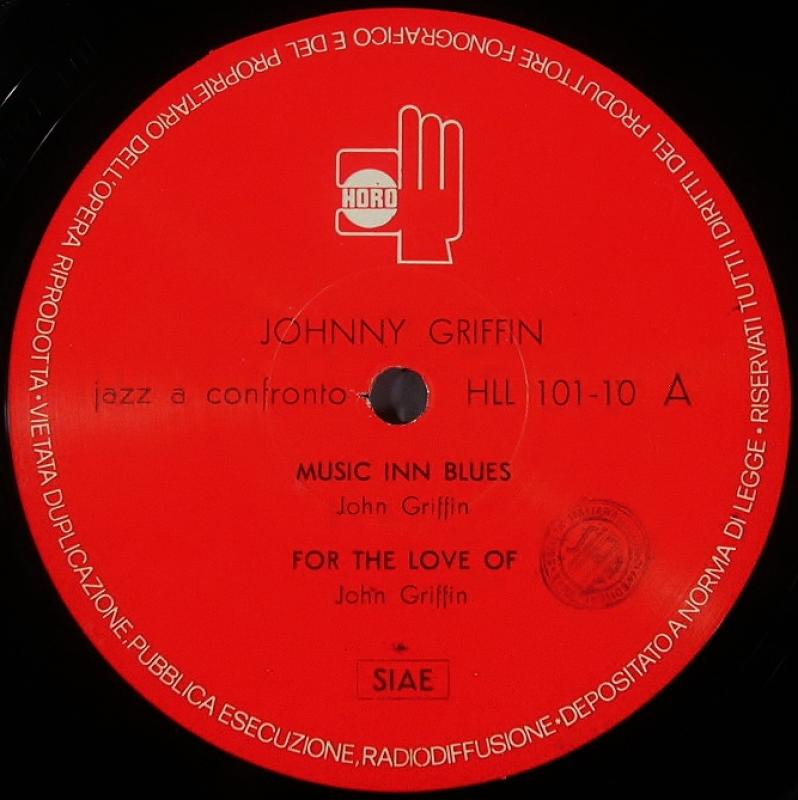 HORO
JOHNNY GRIFFIN
jazz a confronto HLL 101-10 A
MUSIC INN BLUES
John Griffin
FOR THE LOVE OF
John Griffin
SIAE
RISERVATI TUTTI I DIRITTI DEL PRODUTTORE FONOGRAFICO E DEL PROPRIETARIO DELL'OPERA RIPRODOTTA • VIETATA DUPLICAZIONE, PUBBLICA ESECUZIONE, RADIODIFFUSIONE • DEPOSITATO A NORMA DI LEGGE •